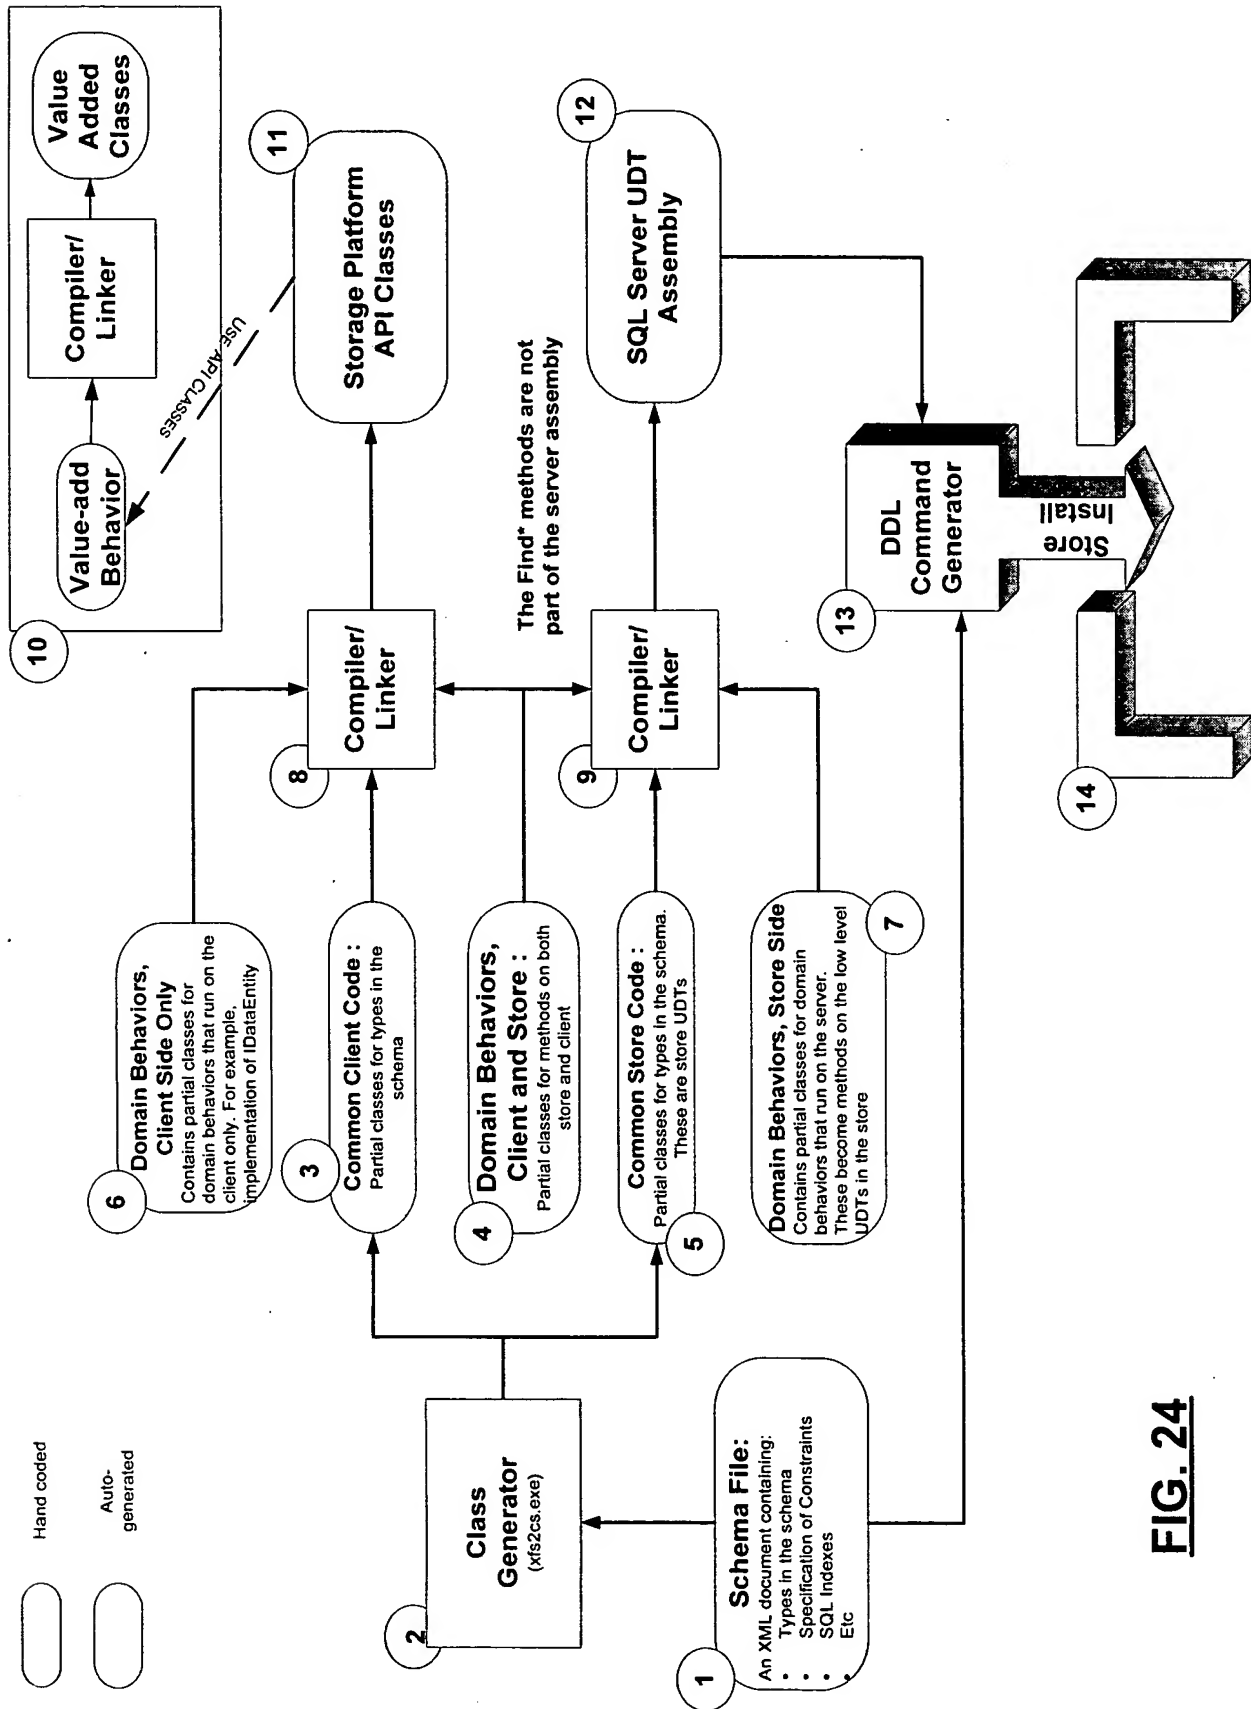 Hand coded
Auto-
generated
1
Schema File:
An XML document containing:
• Types in the schema
• Specification of Constraints
• SQL Indexes
• Etc
2
Class
Generator
(xfs2cs.exe)
6
Domain Behaviors,
Client Side Only
Contains partial classes for
domain behaviors that run on the
client only. For example,
implementation of IDataEntity
3
Common Client Code :
Partial classes for types in the
schema
4
Domain Behaviors,
Client and Store :
Partial classes for methods on both
store and client
5
Common Store Code :
Partial classes for types in the schema.
These are store UDTs
7
Domain Behaviors, Store Side
Contains partial classes for domain
behaviors that run on the server.
These become methods on the low level
UDTs in the store
8
Compiler/
Linker
9
Compiler/
Linker
The Find* methods are not
part of the server assembly
10
Value-add
Behavior
Compiler/
Linker
Value
Added
Classes
USE API CLASSES
11
Storage Platform
API Classes
12
SQL Server UDT
Assembly
13
DDL
Command
Generator
Store
Install
14
FIG. 24